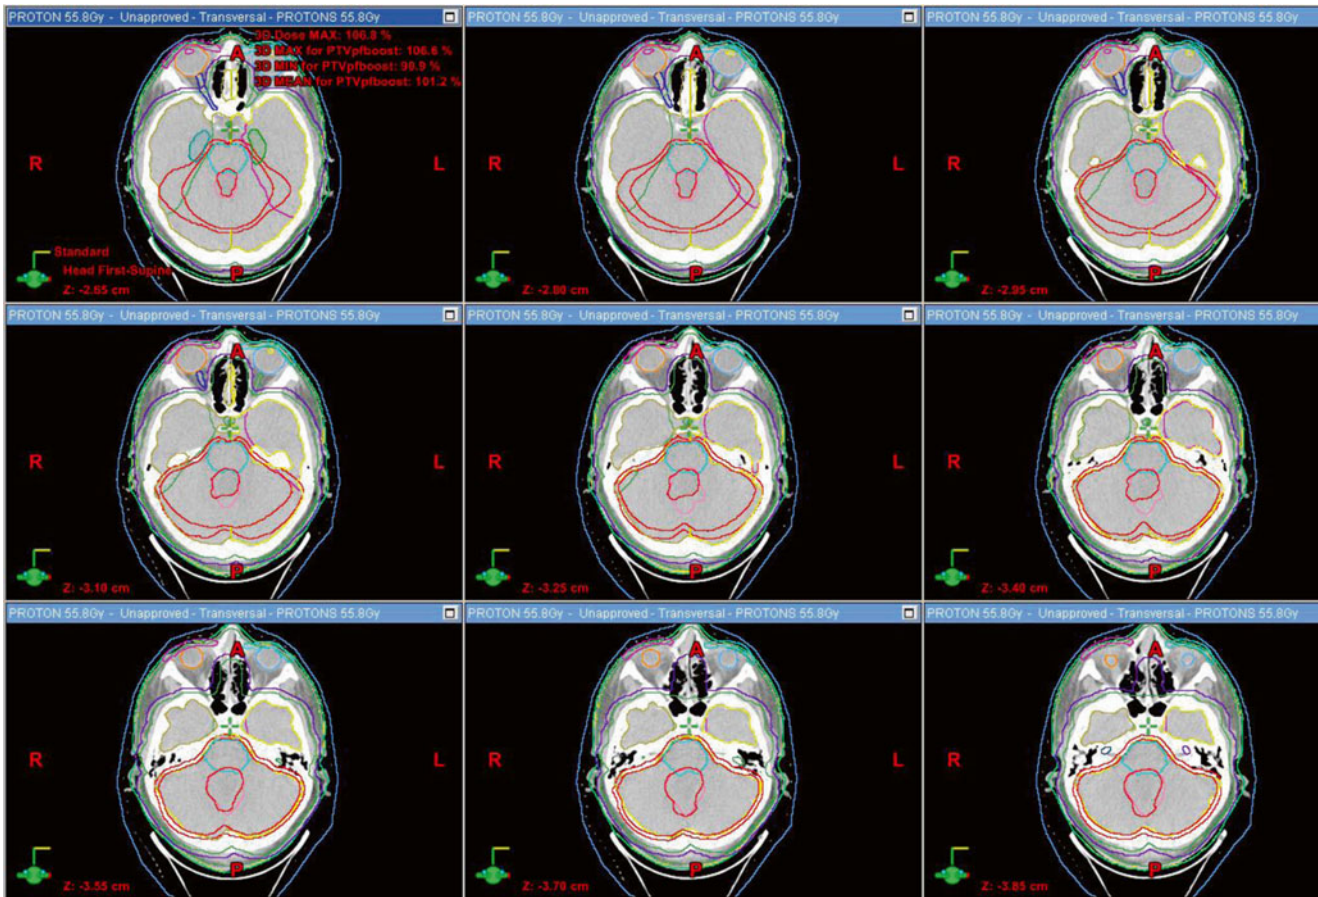 PROTON 55.8Gy - Unapproved - Transversal - PROTONS 55.8Gy
3D Dose MAX: 106.8 %
3D MAX for PTVpfboost: 106.6 %
3D MIN for PTVpfboost: 90.9 %
3D MEAN for PTVpfboost: 101.2 %
A
R
L
Standard
Head First-Supine
P
Z: -2.65 cm
PROTON 55.8Gy - Unapproved - Transversal - PROTONS 55.8Gy
A
R
L
P
Z: -2.80 cm
PROTON 55.8Gy - Unapproved - Transversal - PROTONS 55.8Gy
A
R
P
Z: -2.95 cm
PROTON 55.8Gy - Unapproved - Transversal - PROTONS 55.8Gy
A
R
L
P
Z: -3.10 cm
PROTON 55.8Gy - Unapproved - Transversal - PROTONS 55.8Gy
A
R
L
P
Z: -3.25 cm
PROTON 55.8Gy - Unapproved - Transversal - PROTONS 55.8Gy
A
R
P
Z: -3.40 cm
PROTON 55.8Gy - Unapproved - Transversal - PROTONS 55.8Gy
A
R
L
P
Z: -3.55 cm
PROTON 55.8Gy - Unapproved - Transversal - PROTONS 55.8Gy
A
R
L
P
Z: -3.70 cm
PROTON 55.8Gy - Unapproved - Transversal - PROTONS 55.8Gy
A
R
P
Z: -3.85 cm